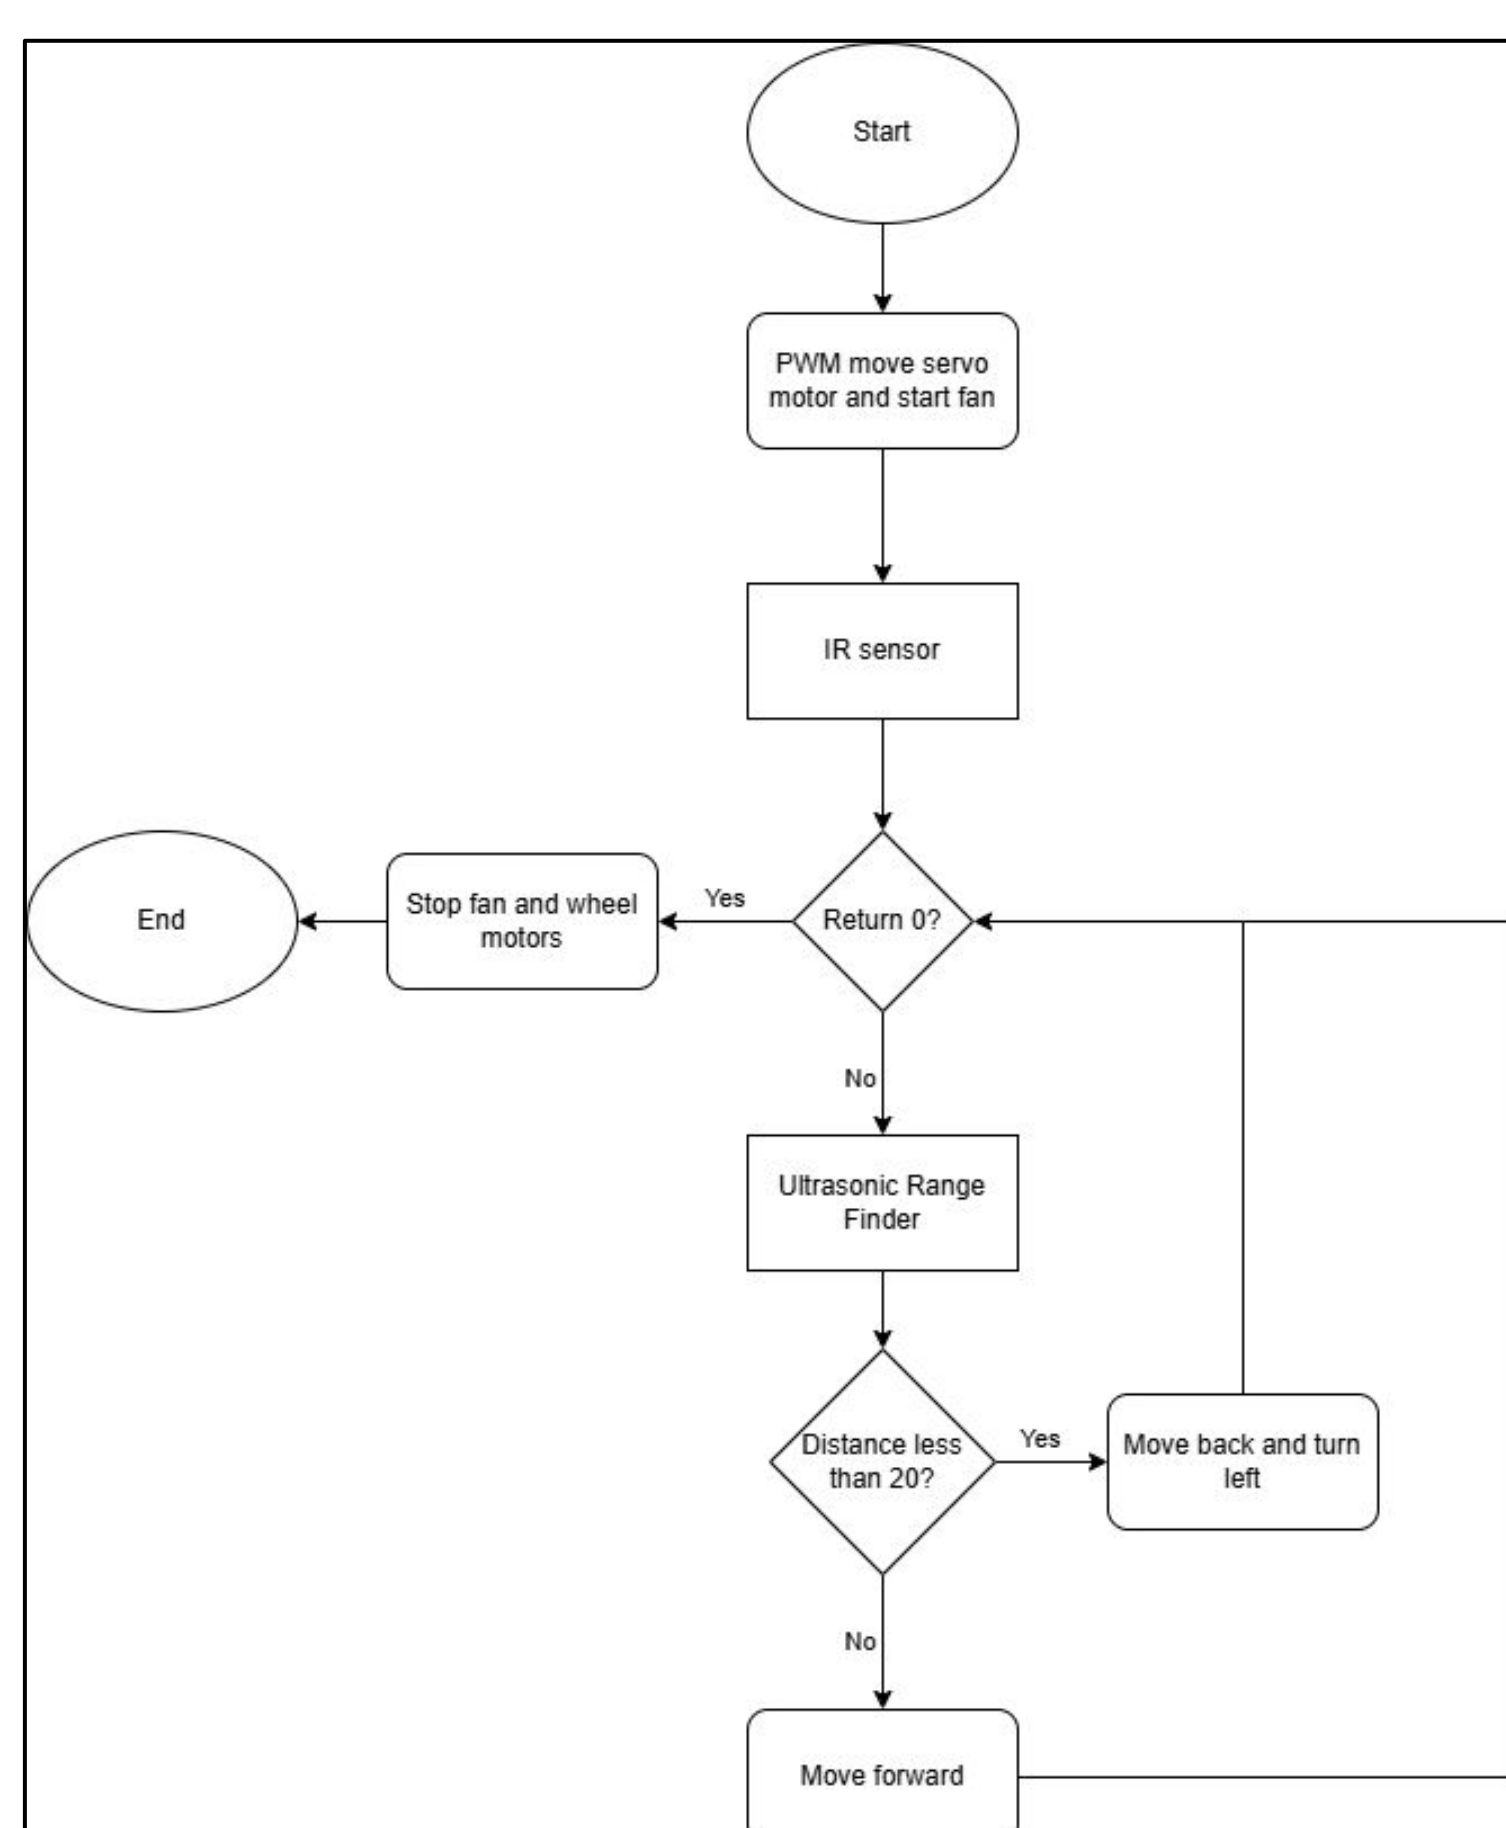 Start
PWM move servo
motor and start fan
IR sensor
End
Stop fan and wheel
motors
Yes
Return 0?
No
Ultrasonic Range
Finder
Distance less
than 20?
Yes
Move back and turn
left
No
Move forward